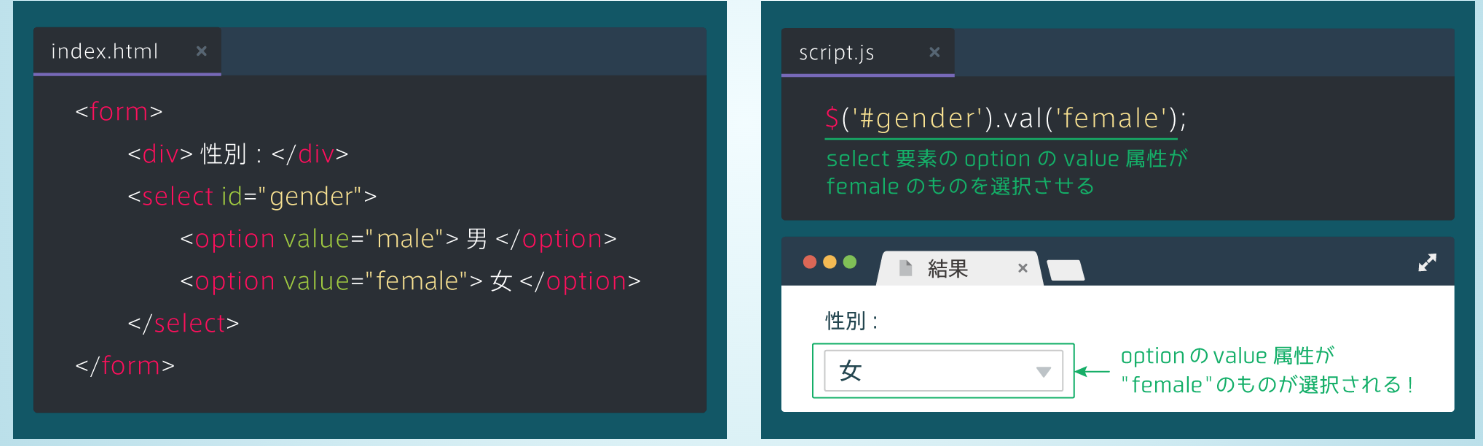 index.html ×
<form>
<div> 性別 : </div>
<select id="gender">
<option value="male"> 男 </option>
<option value="female"> 女 </option>
</select>
</form>
script.js ×
$('#gender').val('female');
select 要素の option の value 属性が
female のものを選択させる
結果 ×
性別 :
女
option の value 属性が
"female"のものが選択される !